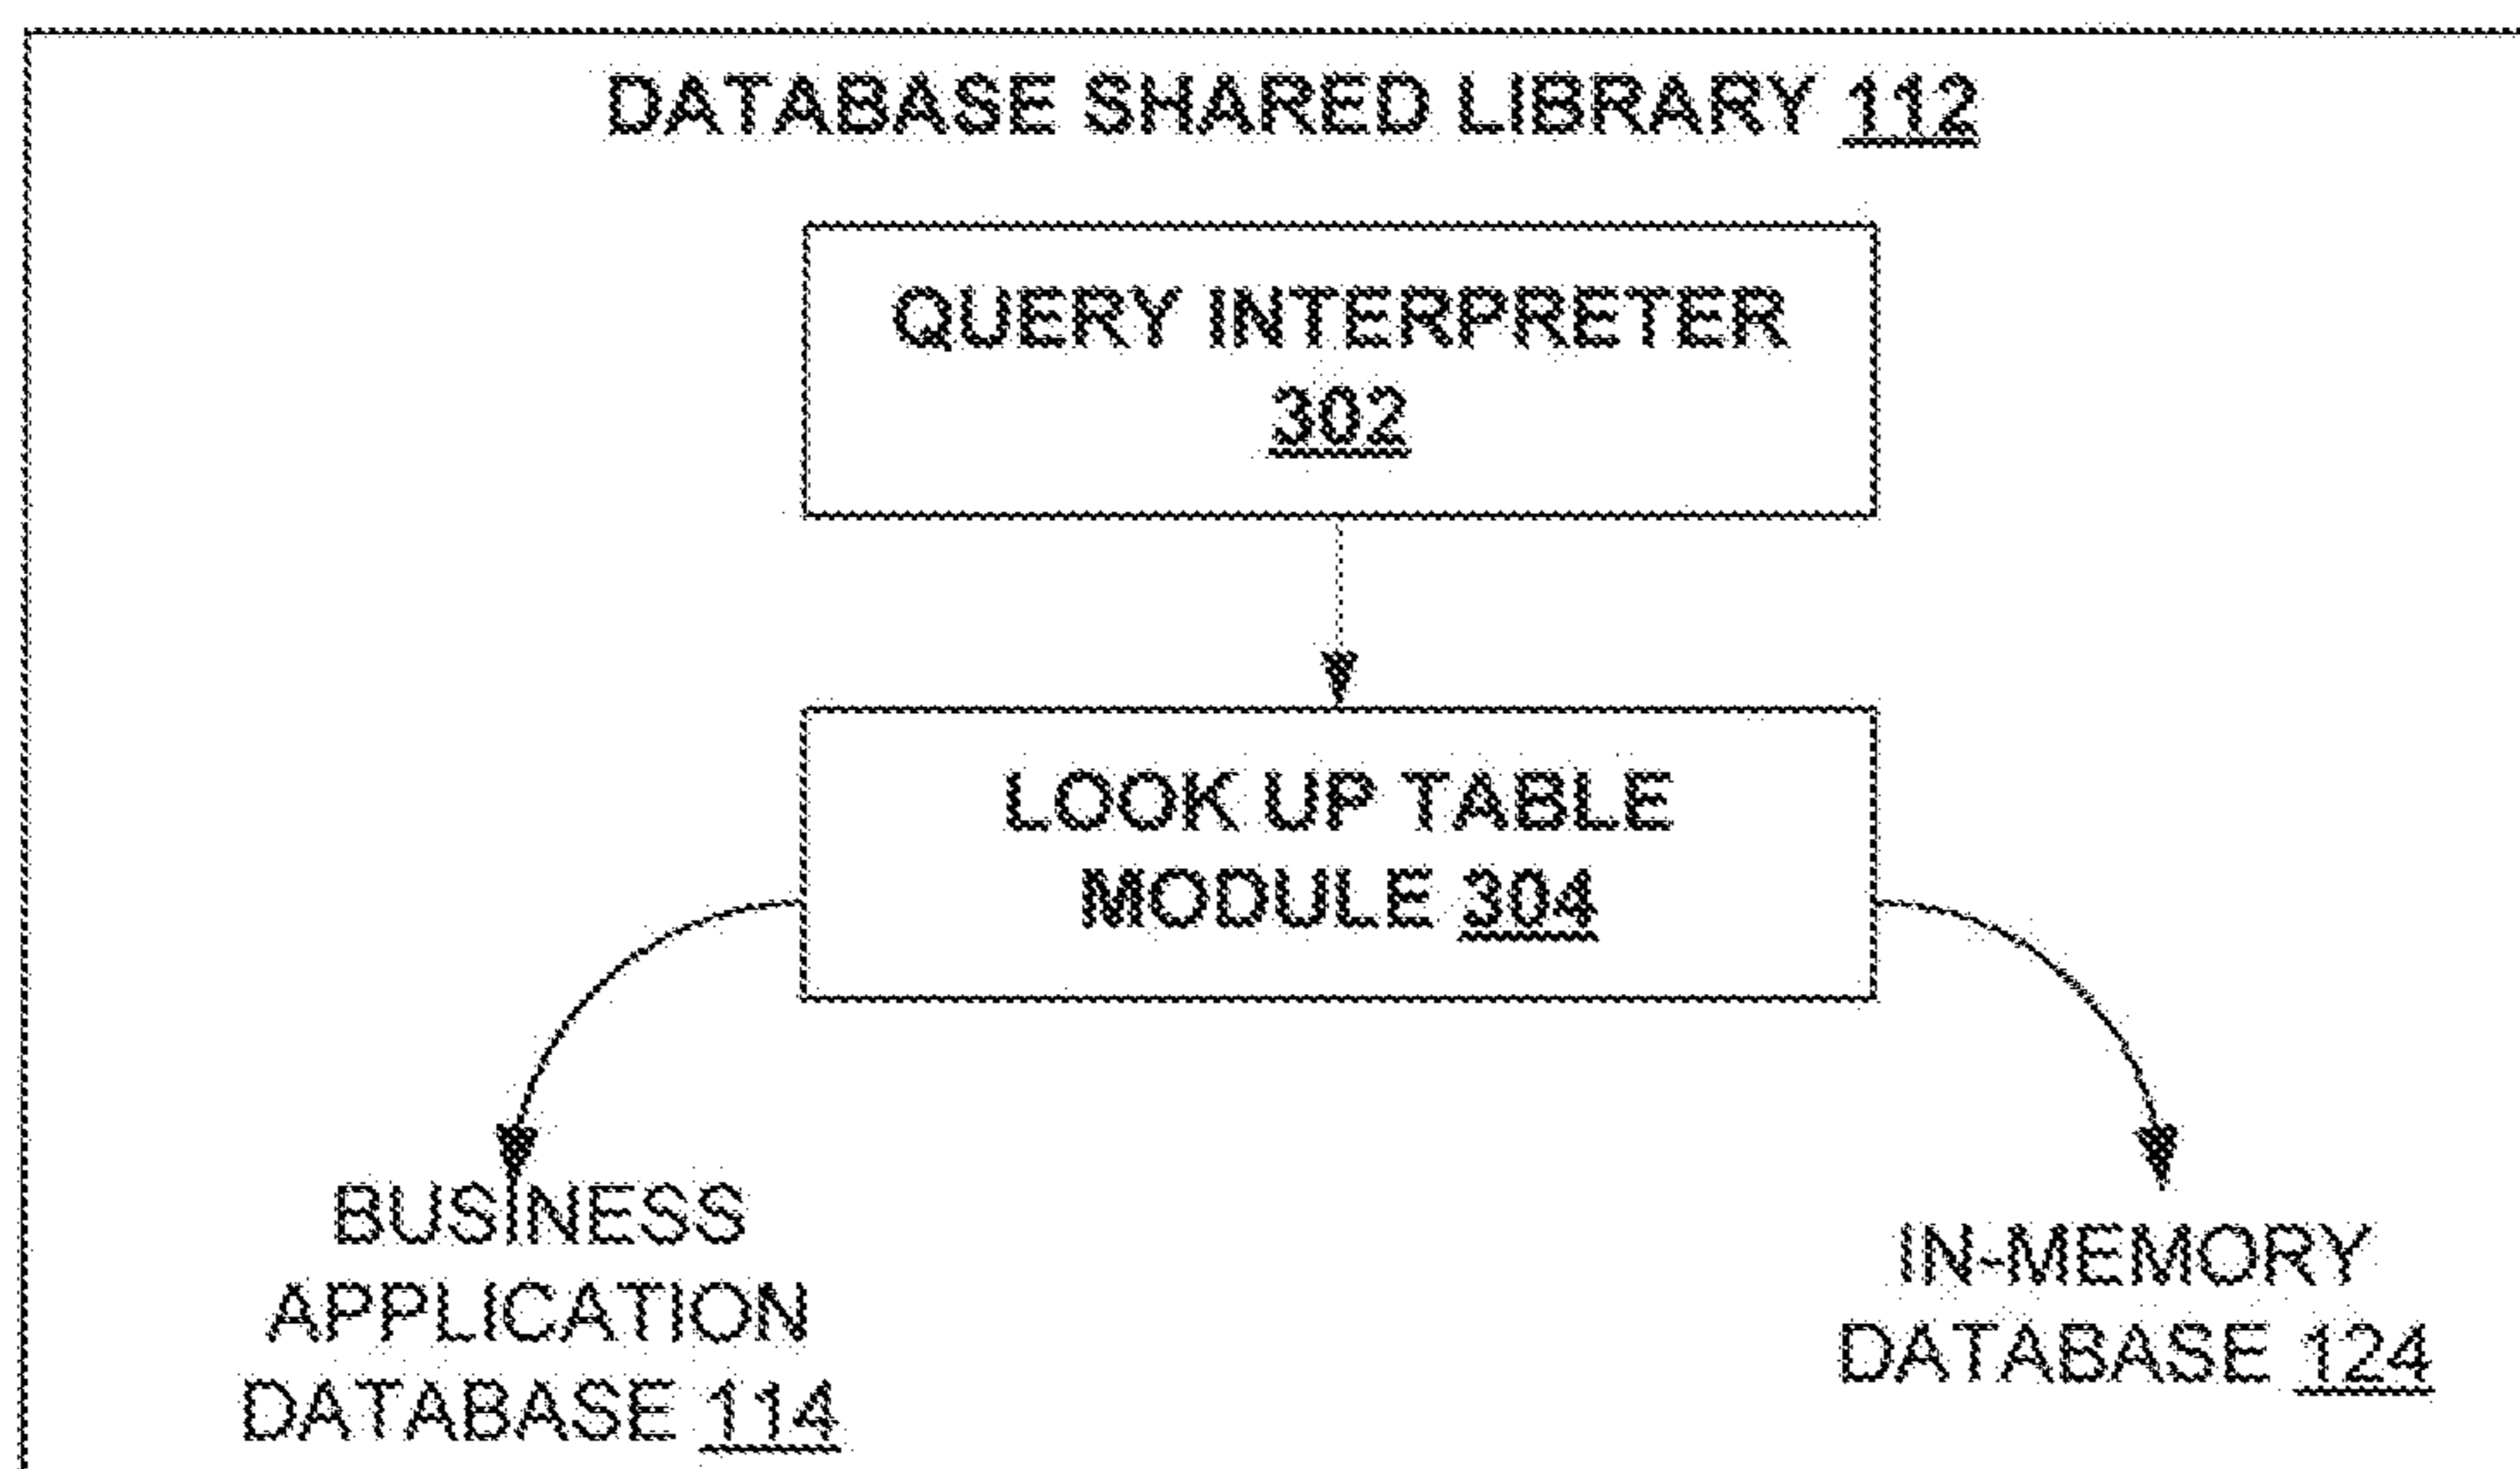 DATABASE SHARED LIBRARY 112
QUERY INTERPRETER
302
LOOK UP TABLE
MODULE 304
BUSINESS
APPLICATION
DATABASE 114
IN-MEMORY
DATABASE 124